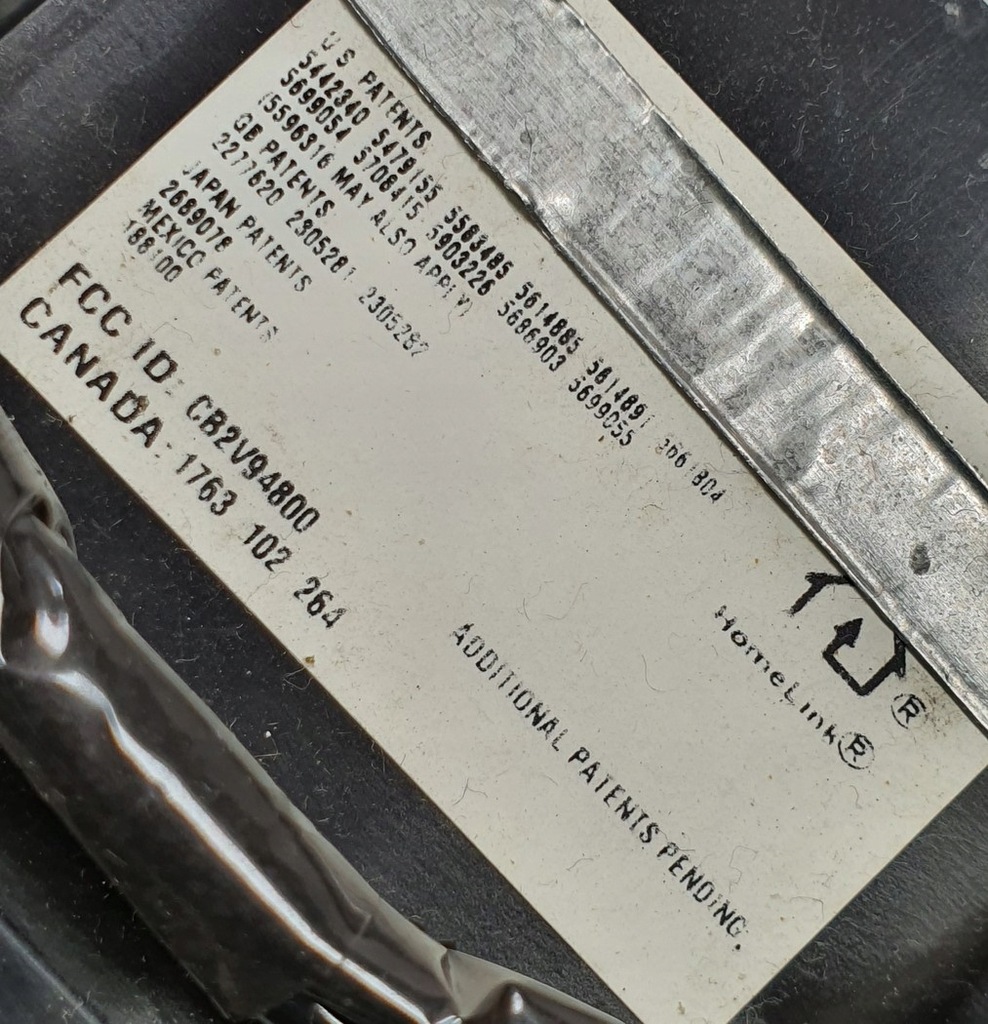 U S PATENTS
5442340 5479155 5583485 5614885 5614891 5661804
5699054 5708415 5903226 5686903 5699055
(5596316 MAY ALSO APPLY)
GB PATENTS
2277620 2305281 2305282
JAPAN PATENTS
2689078
MEXICO PATENTS
188100
FCC ID: CB2V94800
CANADA: 1763 102 264
®
HomeLink®
ADDITIONAL PATENTS PENDING.